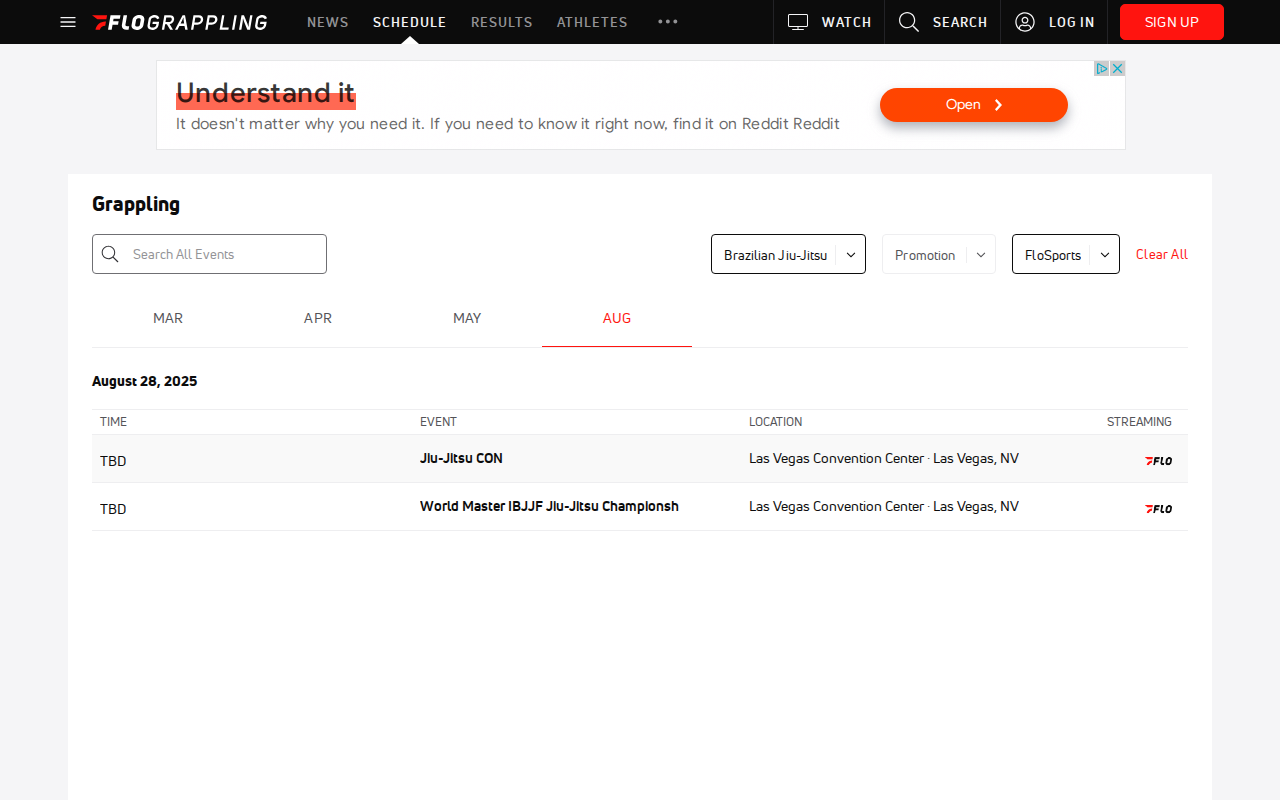 FLOGRAPPLING NEWS SCHEDULE RESULTS ATHLETES WATCH SEARCH LOG IN SIGN UP
Understand it
It doesn't matter why you need it. If you need to know it right now, find it on Reddit Reddit
Open
Grappling
Search All Events Brazilian Jiu-Jitsu Promotion FloSports Clear All
MAR APR MAY AUG
August 28, 2025
TIME EVENT LOCATION STREAMING
TBD Jiu-Jitsu CON Las Vegas Convention Center · Las Vegas, NV FLO
TBD World Master IBJJF Jiu-Jitsu Championsh Las Vegas Convention Center · Las Vegas, NV FLO